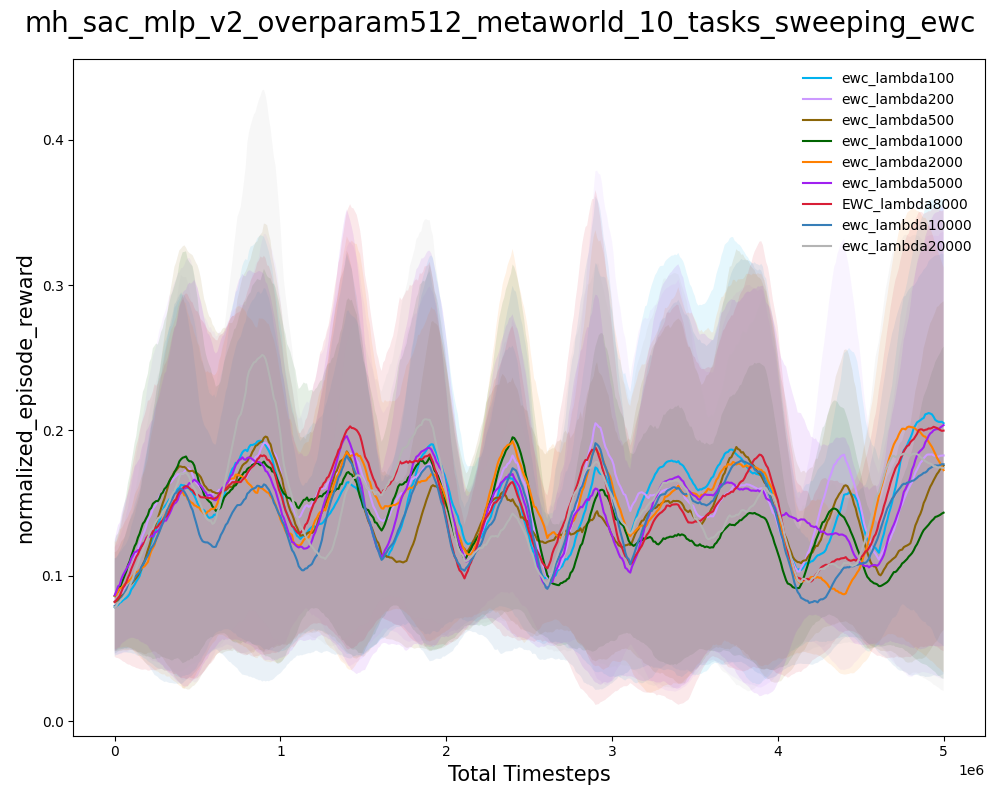 mh_sac_mlp_v2_overparam512_metaworld_10_tasks_sweeping_ewc
ewc_lambda100
ewc_lambda200
ewc_lambda500
ewc_lambda1000
ewc_lambda2000
ewc_lambda5000
EWC_lambda8000
ewc_lambda10000
ewc_lambda20000
normalized_episode_reward
0.4
0.3
0.2
0.1
0.0
0 1 2 3 4 5
1e6
Total Timesteps